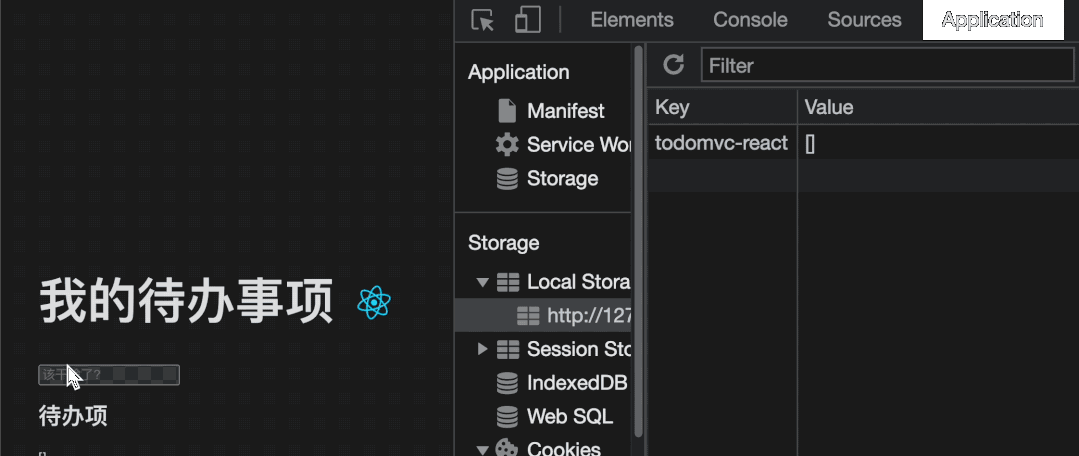 Elements Console Sources Application
Application
Manifest
Service Wor
Storage
Storage
Local Stora
http://127
Session Sto
IndexedDB
Web SQL
Cookies
Filter
Key Value
todomvc-react []
我的待办事项
该干啥了?
待办项
[]